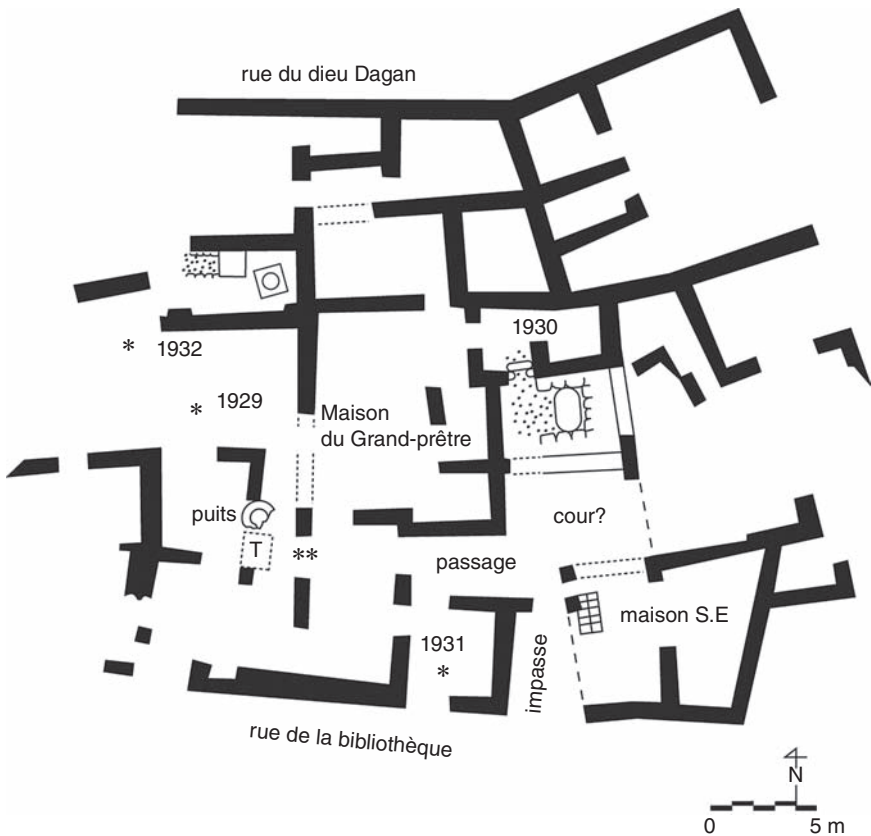 rue du dieu Dagan
1930
* 1932
* 1929
Maison
du Grand-prêtre
puits
cour?
T
**
passage
maison S.E
1931
*
impasse
rue de la bibliothèque
N
0 5 m